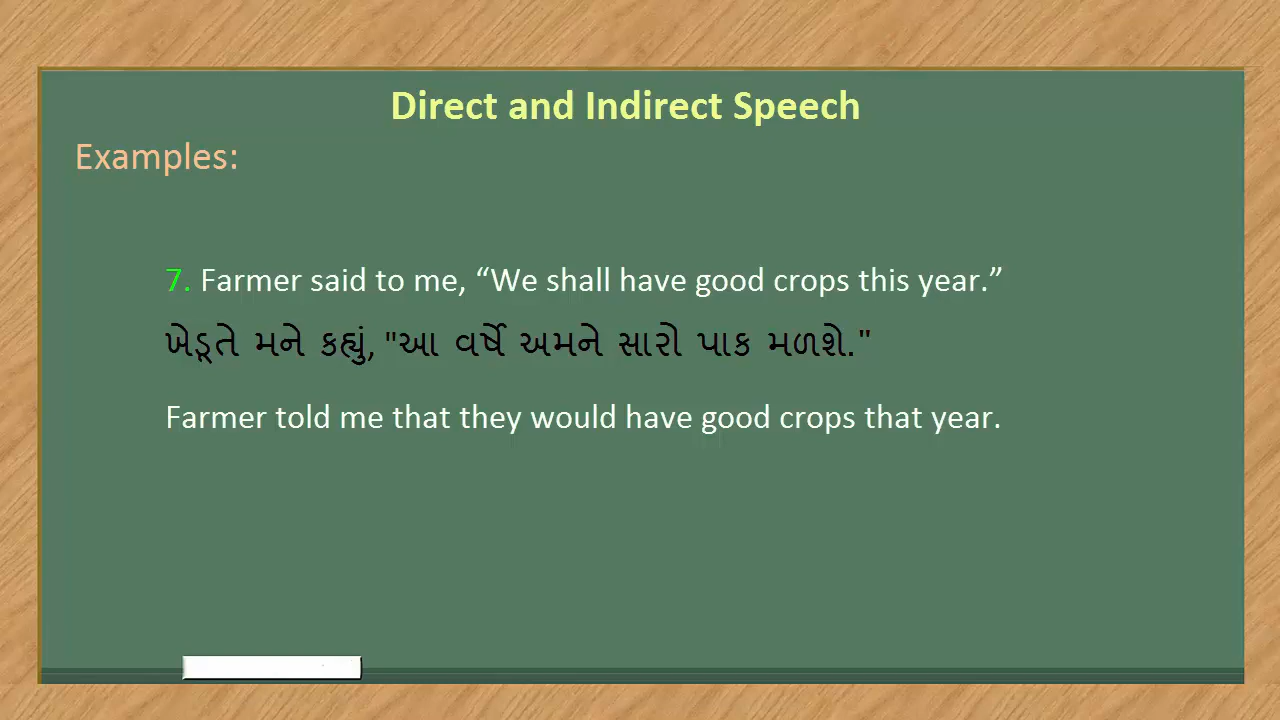 Direct and Indirect Speech
Examples:
7. Farmer said to me, “We shall have good crops this year.”
ખેડૂતે મને કહ્યું, "આ વર્ષે અમને સારો પાક મળશે."
Farmer told me that they would have good crops that year.